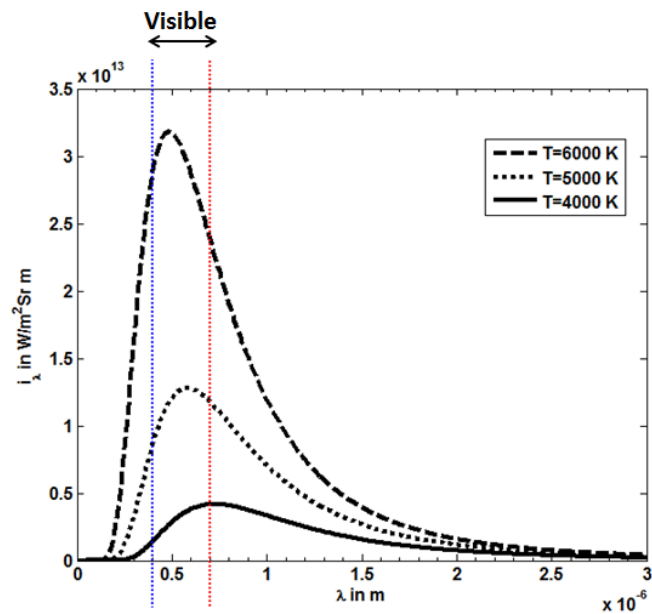 Visible
x 10^13
3.5
3
2.5
2
1.5
1
0.5
0
i_λ in W/m²Sr m
T=6000 K
T=5000 K
T=4000 K
0 0.5 1 1.5 2 2.5 3
λ in m
x 10^-6